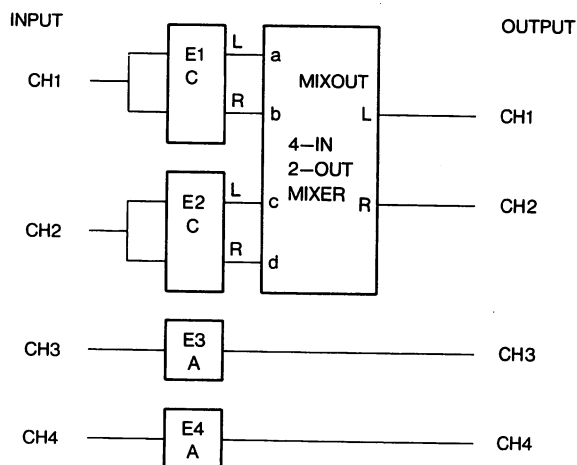 INPUT
OUTPUT
CH1
E1
C
L
R
a
b
MIXOUT
L
4-IN
2-OUT
MIXER
R
CH1
CH2
E2
C
L
R
c
d
CH2
CH3
E3
A
CH3
CH4
E4
A
CH4